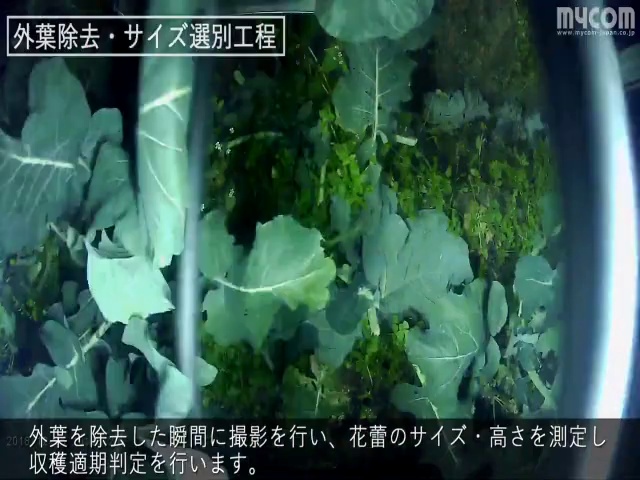 外葉除去・サイズ選別工程
mycom
www.mycom-japan.co.jp
外葉を除去した瞬間に撮影を行い、花蕾のサイズ・高さを測定し
収穫適期判定を行います。